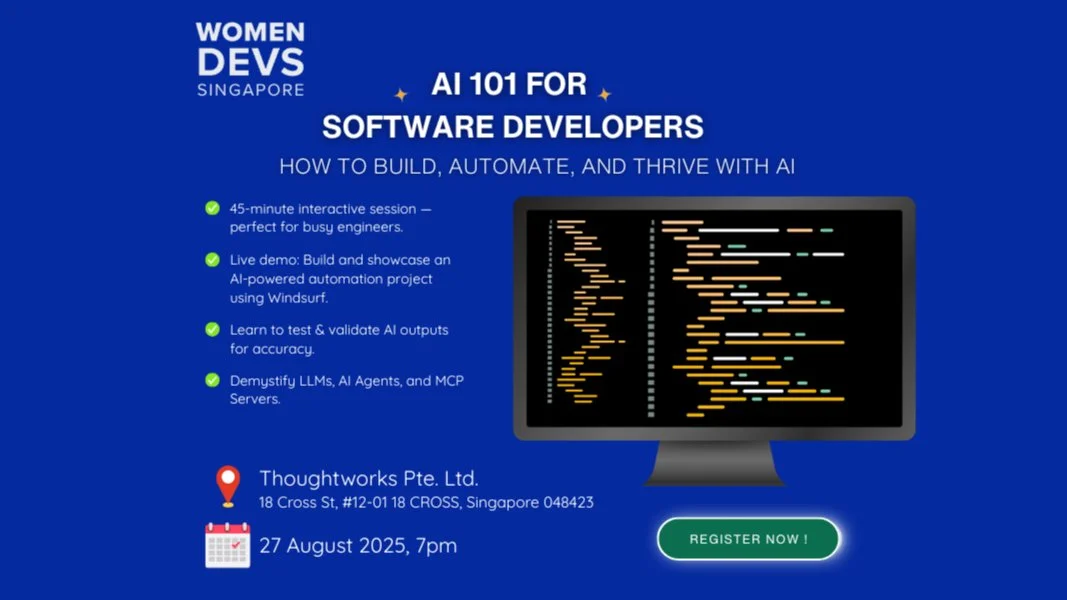 WOMEN
DEVS
SINGAPORE
AI 101 FOR
SOFTWARE DEVELOPERS
HOW TO BUILD, AUTOMATE, AND THRIVE WITH AI
45-minute interactive session —
perfect for busy engineers.
Live demo: Build and showcase an
AI-powered automation project
using Windsurf.
Learn to test & validate AI outputs
for accuracy.
Demystify LLMs, AI Agents, and MCP
Servers.
Thoughtworks Pte. Ltd.
18 Cross St, #12-01 18 CROSS, Singapore 048423
27 August 2025, 7pm
REGISTER NOW !